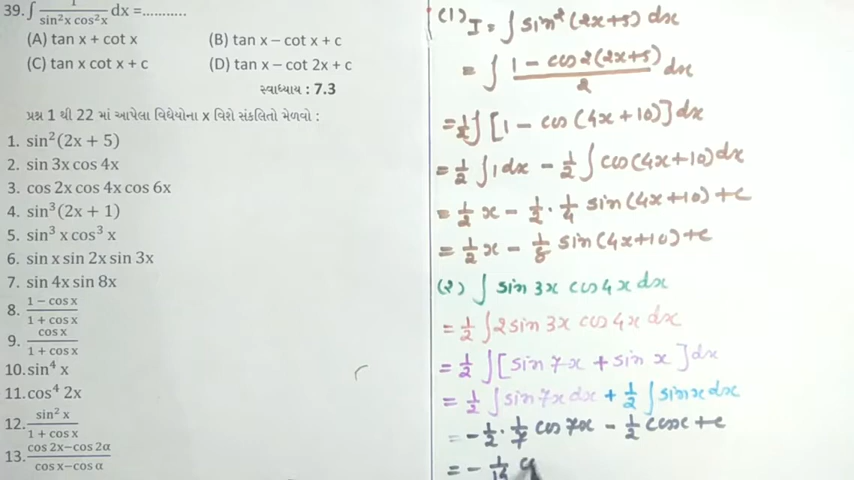 39. ∫ 1/(sin²x cos²x) dx =...........
(A) tan x + cot x (B) tan x − cot x + c
(C) tan x cot x + c (D) tan x − cot 2x + c
સ્વાધ્યાય : 7.3
પ્રશ્ન 1 થી 22 માં આપેલા વિધેયોના x વિશે સંકલિતો મેળવો :
1. sin²(2x + 5)
2. sin 3x cos 4x
3. cos 2x cos 4x cos 6x
4. sin³(2x + 1)
5. sin³ x cos³ x
6. sin x sin 2x sin 3x
7. sin 4x sin 8x
8. (1 − cos x)/(1 + cos x)
9. cos x/(1 + cos x)
10. sin⁴ x
11. cos⁴ 2x
12. sin² x/(1 + cos x)
13. (cos 2x−cos 2α)/(cos x−cos α)
(1) I = ∫ sin²(2x+5) dx
= ∫ (1 − cos 2(2x+5))/2 dx
= 1/2 ∫ [1 − cos (4x+10)] dx
= 1/2 ∫ 1 dx − 1/2 ∫ cos(4x+10) dx
= 1/2 x − 1/2 · 1/4 sin(4x+10) + c
= 1/2 x − 1/8 sin(4x+10) + c
(૨) ∫ sin 3x cos 4x dx
= 1/2 ∫ 2 sin 3x cos 4x dx
= 1/2 ∫ [sin 7x + sin x] dx
= 1/2 ∫ sin 7x dx + 1/2 ∫ sin x dx
= − 1/2 · 1/7 cos 7x − 1/2 cos x + c
= − 1/14 c